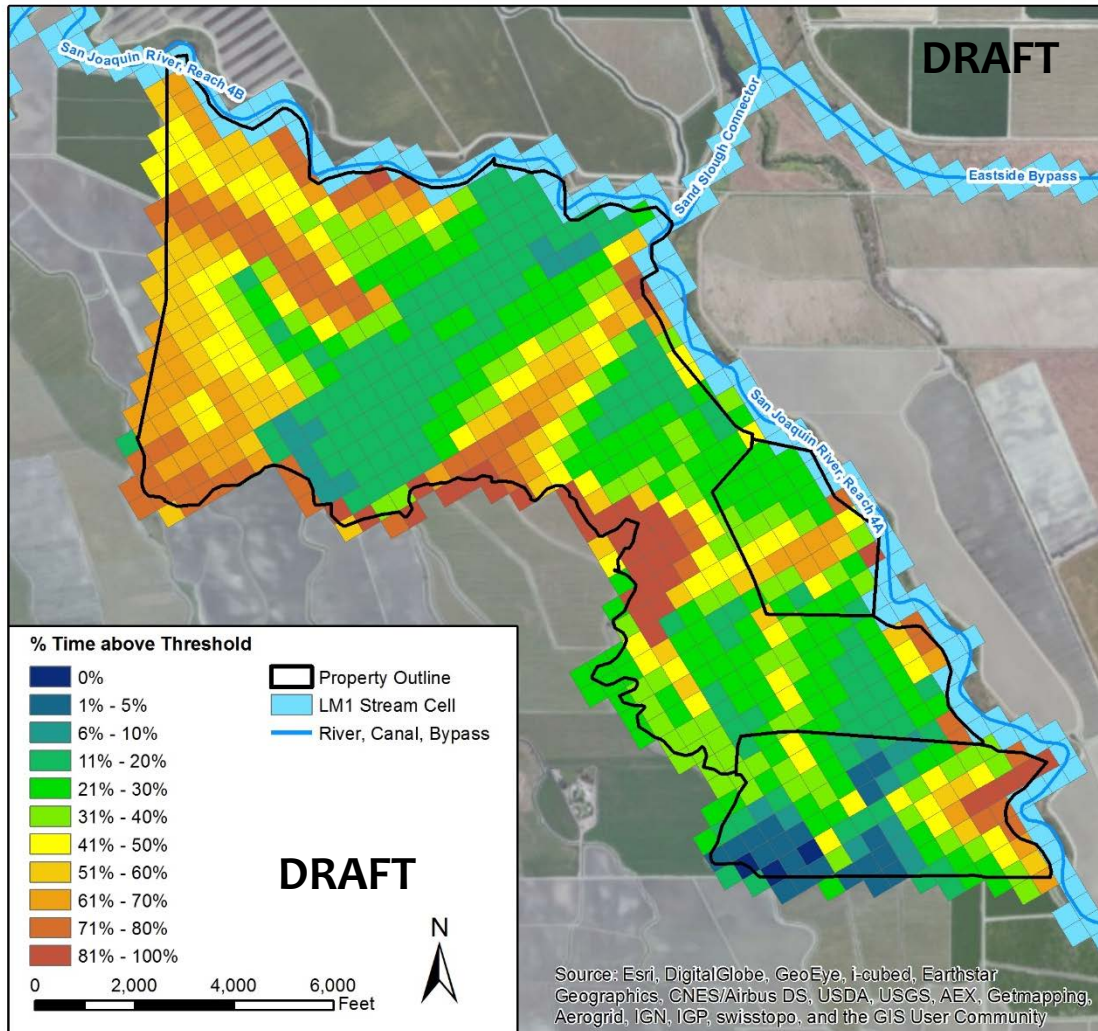 DRAFT
San Joaquin River, Reach 4B
Sand Slough Connector
Eastside Bypass
San Joaquin River, Reach 4A
% Time above Threshold
0%
1% - 5%
6% - 10%
11% - 20%
21% - 30%
31% - 40%
41% - 50%
51% - 60%
61% - 70%
71% - 80%
81% - 100%
Property Outline
LM1 Stream Cell
River, Canal, Bypass
DRAFT
N
0 2,000 4,000 6,000
Feet
Source: Esri, DigitalGlobe, GeoEye, i-cubed, Earthstar
Geographics, CNES/Airbus DS, USDA, USGS, AEX, Getmapping,
Aerogrid, IGN, IGP, swisstopo, and the GIS User Community